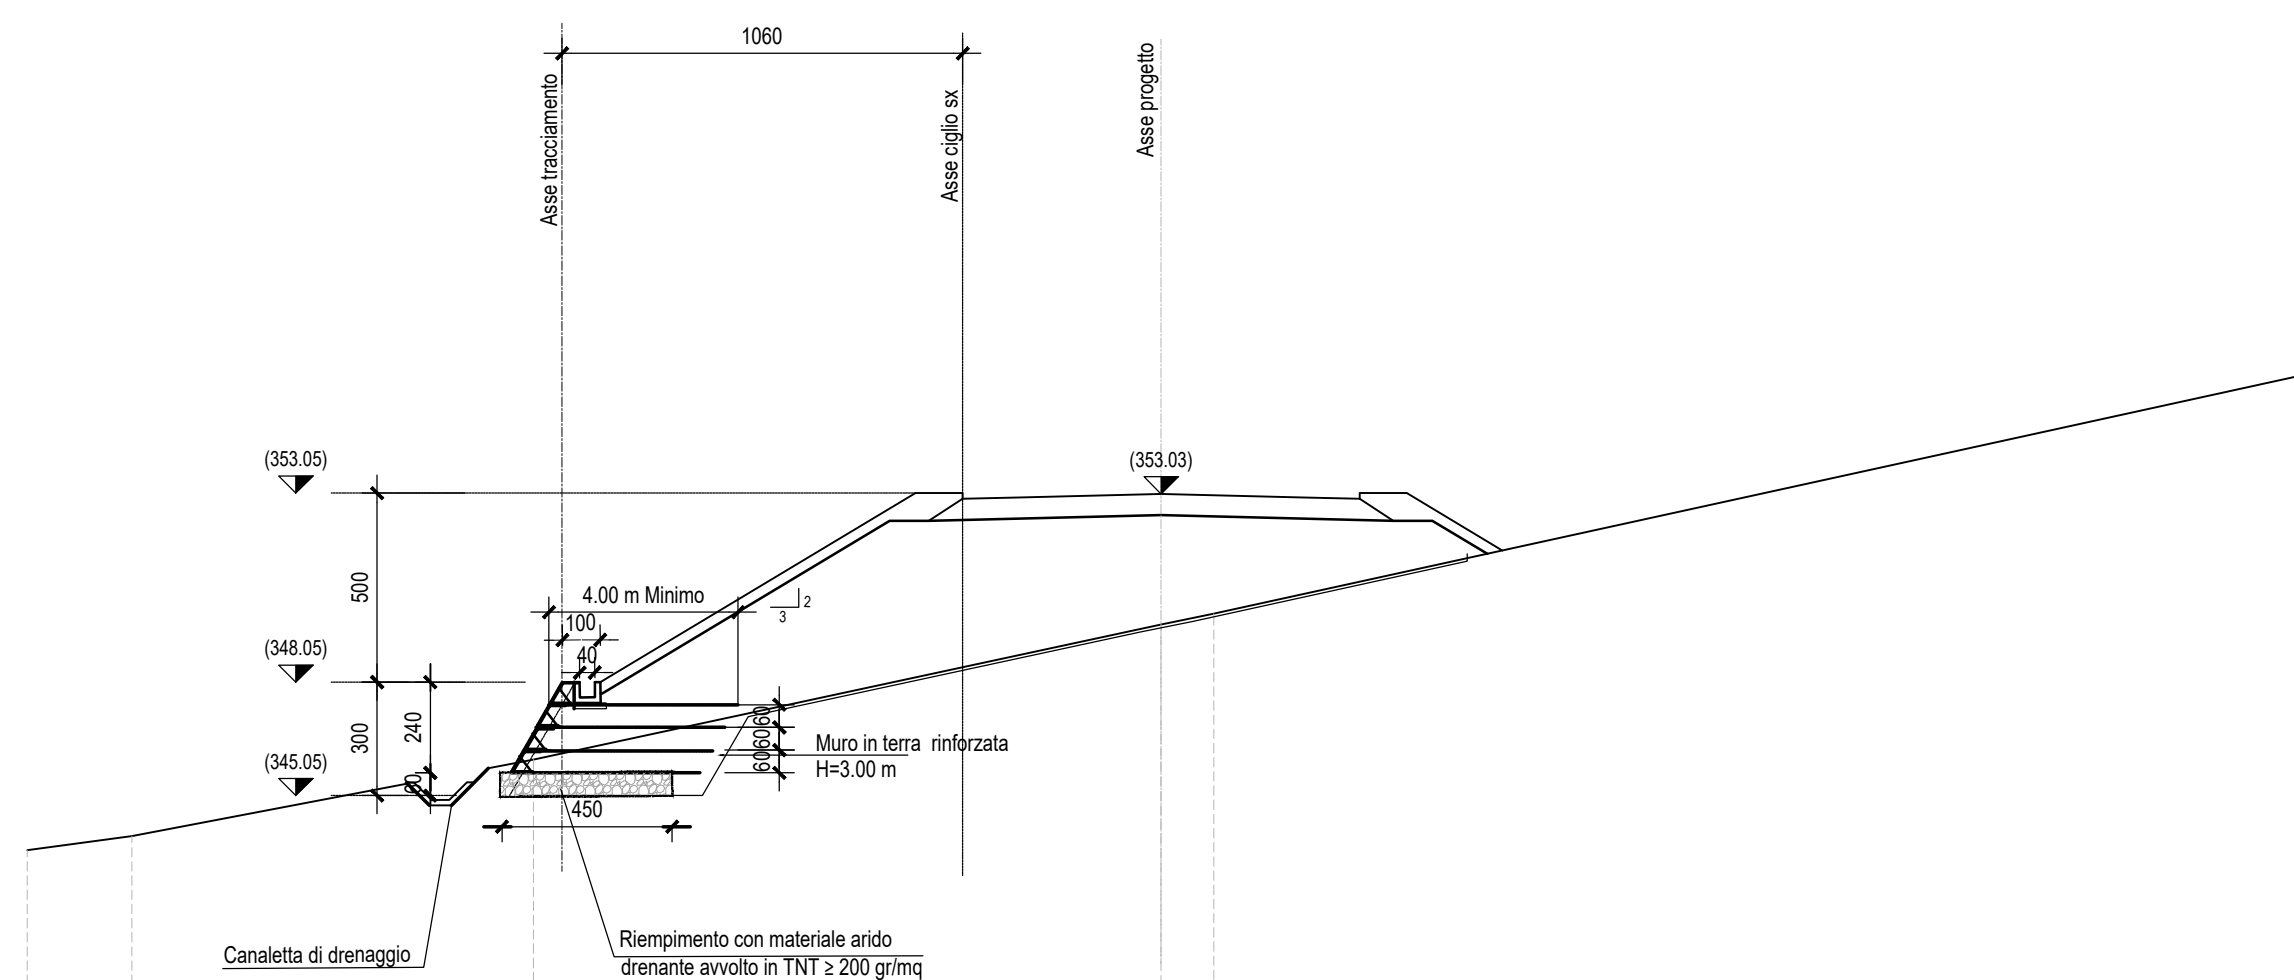 1060
Asse tracciamento
Asse ciglio sx
Asse progetto
(353.05)
(353.03)
500
4.00 m Minimo
2
3
100
(348.05)
40
240
300
60
60
60
Muro in terra rinforzata
H=3.00 m
(345.05)
450
Riempimento con materiale arido
drenante avvolto in TNT ≥ 200 gr/mq
Canaletta di drenaggio